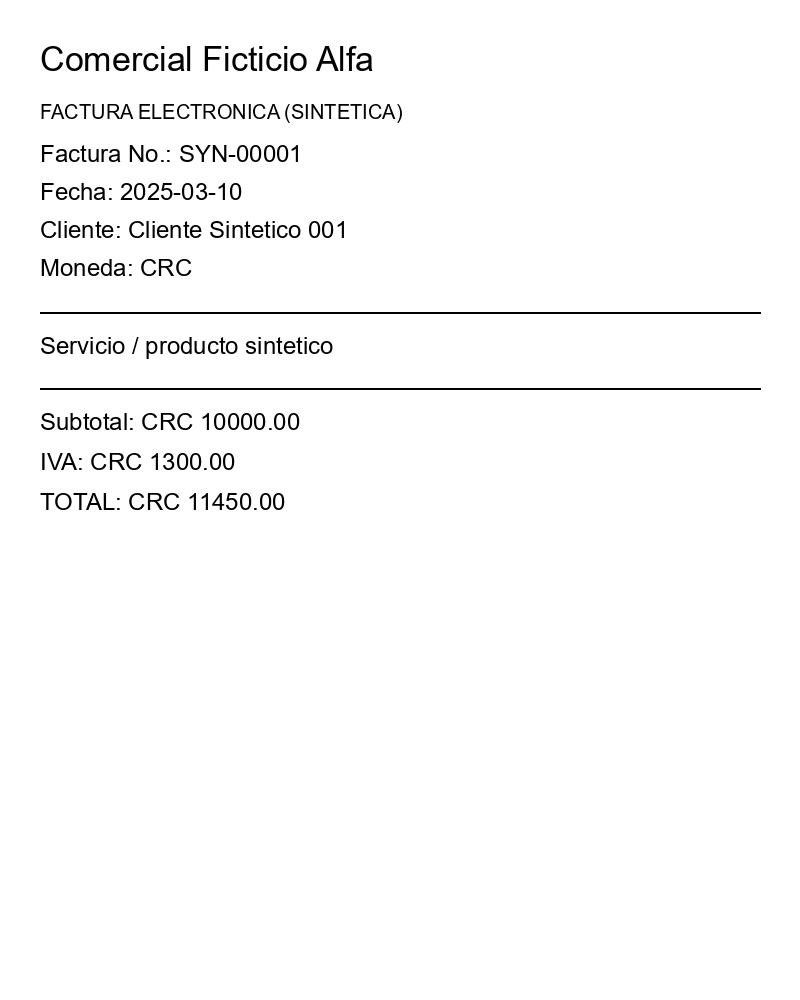 Comercial Ficticio Alfa
FACTURA ELECTRONICA (SINTETICA)
Factura No.: SYN-00001
Fecha: 2025-03-10
Cliente: Cliente Sintetico 001
Moneda: CRC
Servicio / producto sintetico
Subtotal: CRC 10000.00
IVA: CRC 1300.00
TOTAL: CRC 11450.00